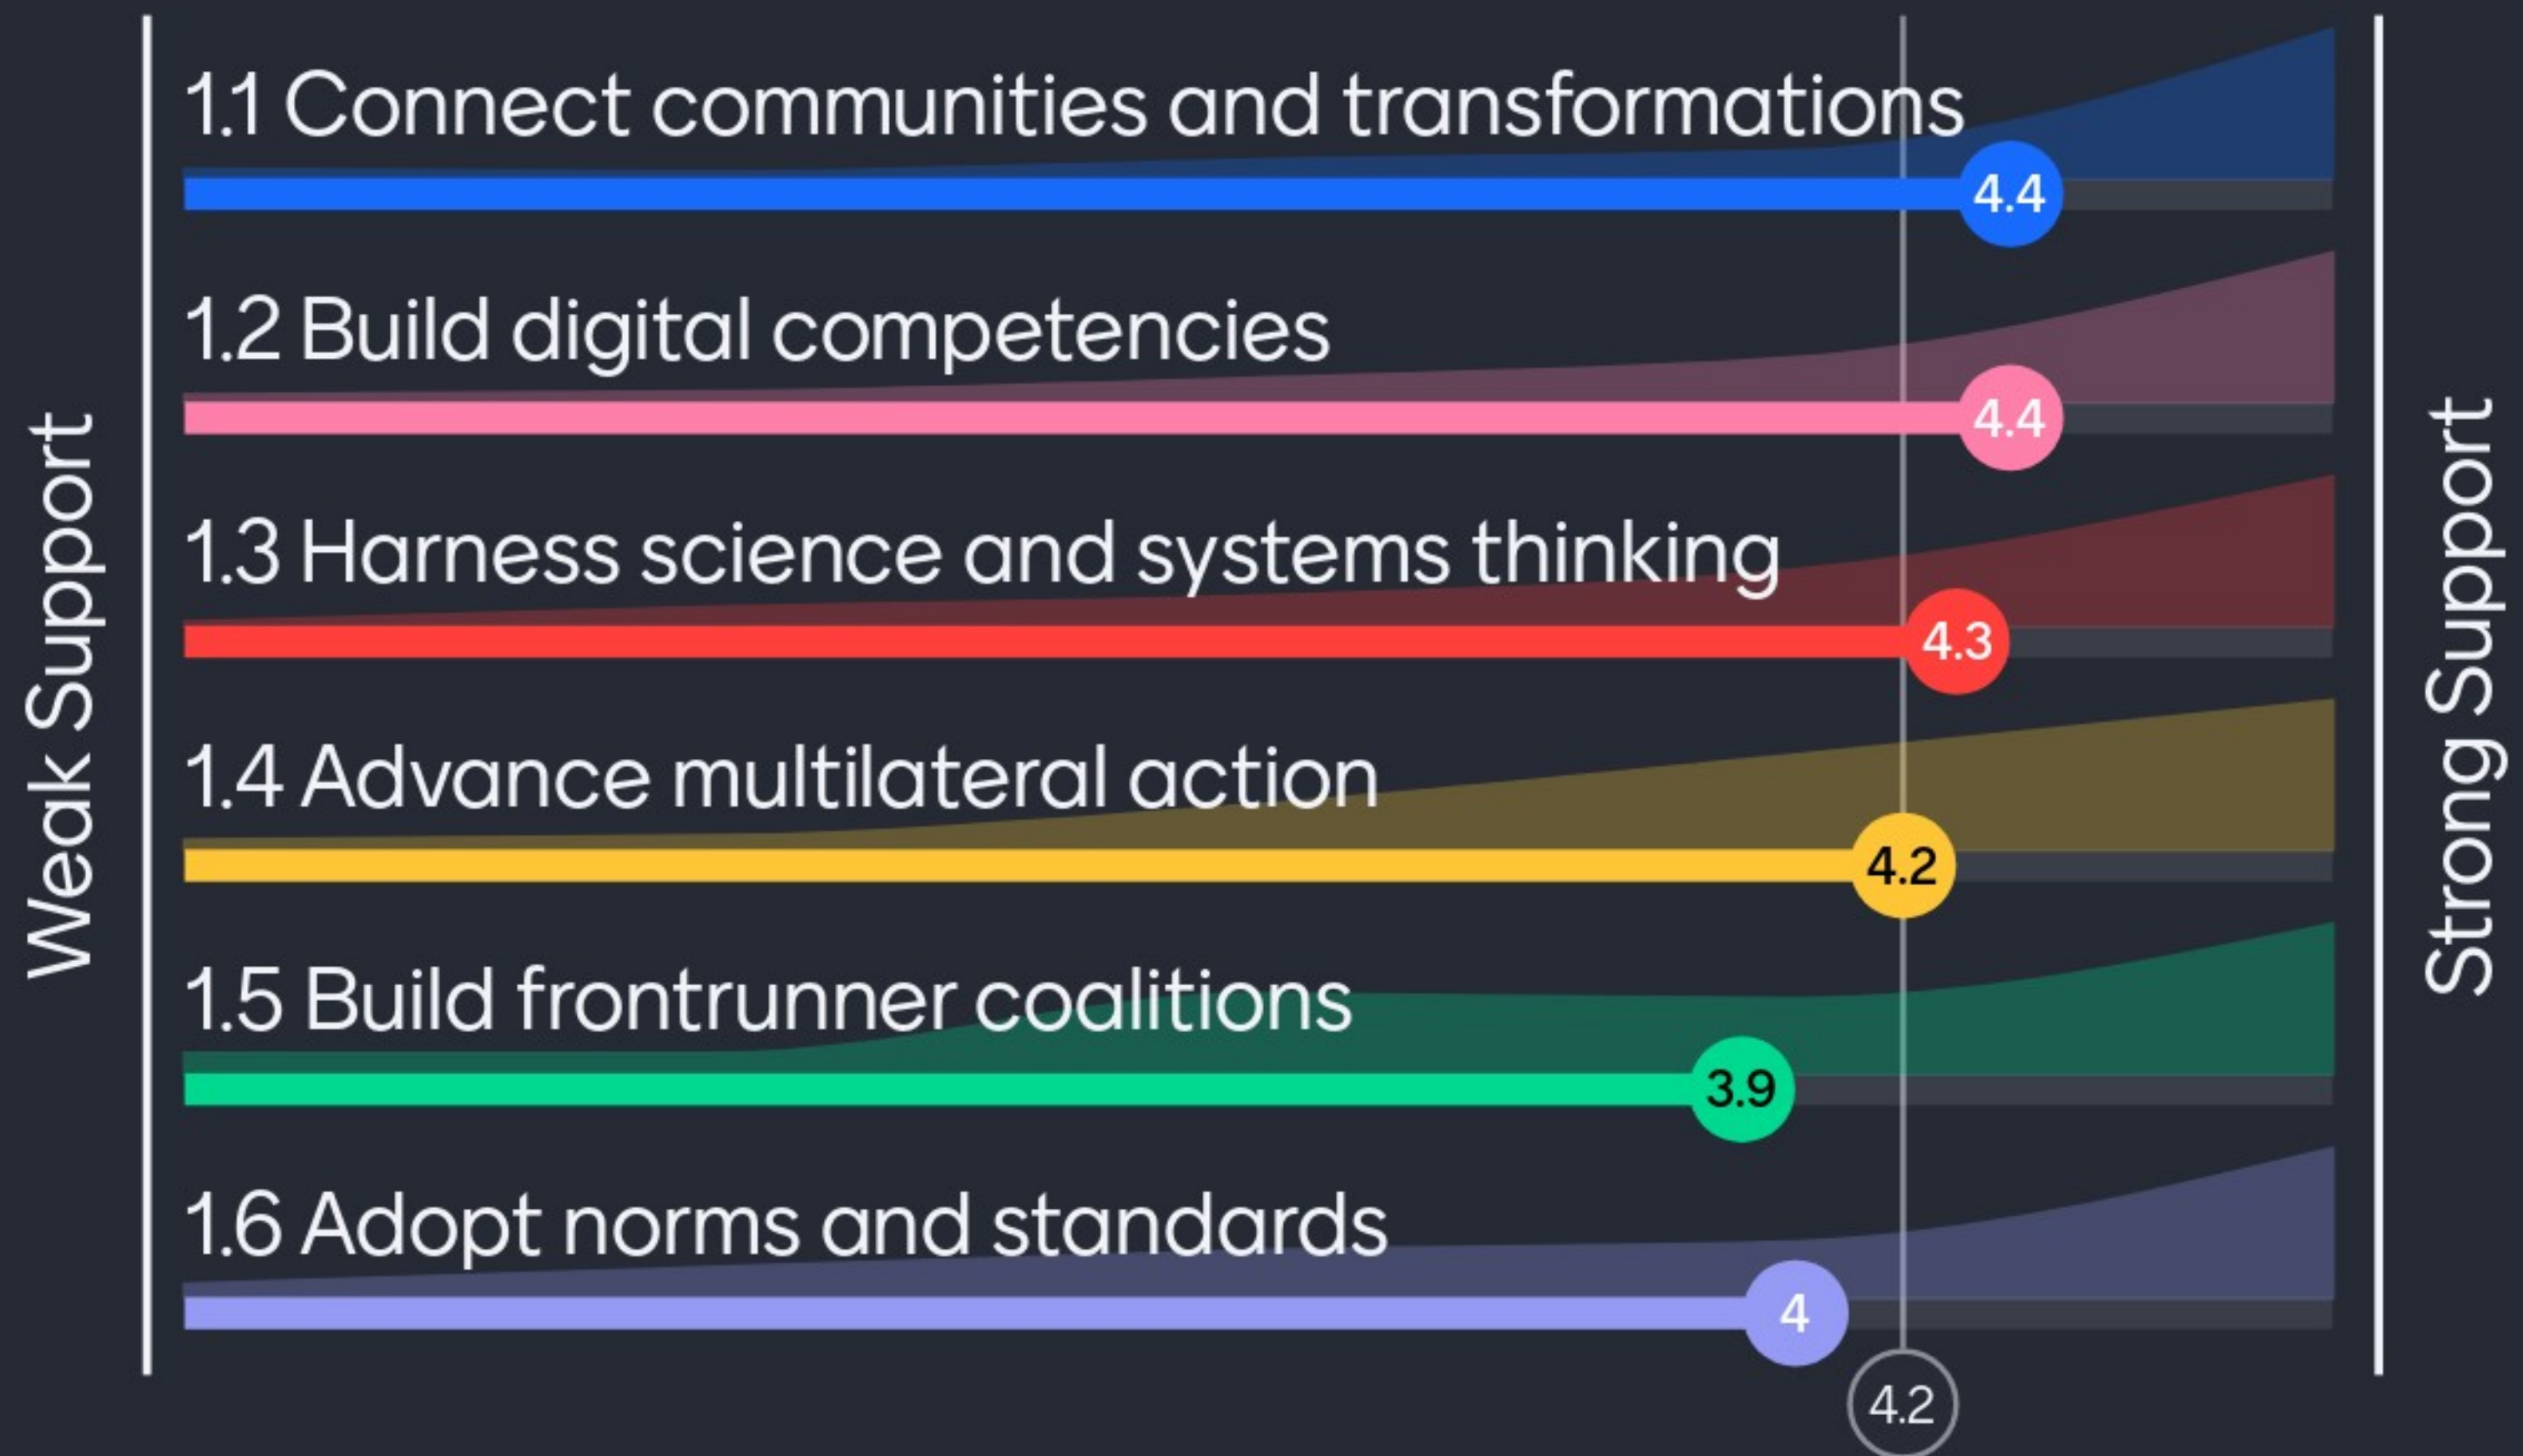 1.1 Connect communities and transformations
4.4
1.2 Build digital competencies
4.4
1.3 Harness science and systems thinking
4.3
1.4 Advance multilateral action
4.2
1.5 Build frontrunner coalitions
3.9
1.6 Adopt norms and standards
4
4.2
Weak Support
Strong Support